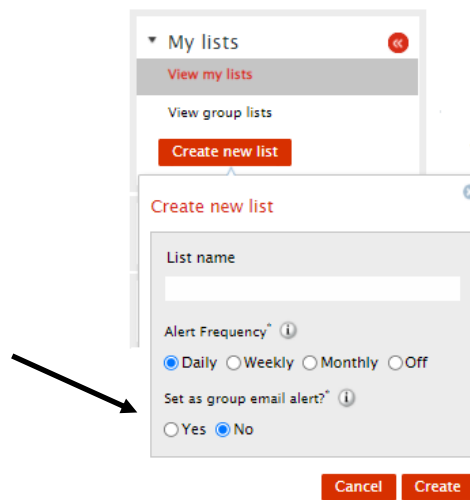 My lists
View my lists
View group lists
Create new list
Create new list
List name
Alert Frequency*
Daily Weekly Monthly Off
Set as group email alert?*
Yes No
Cancel Create